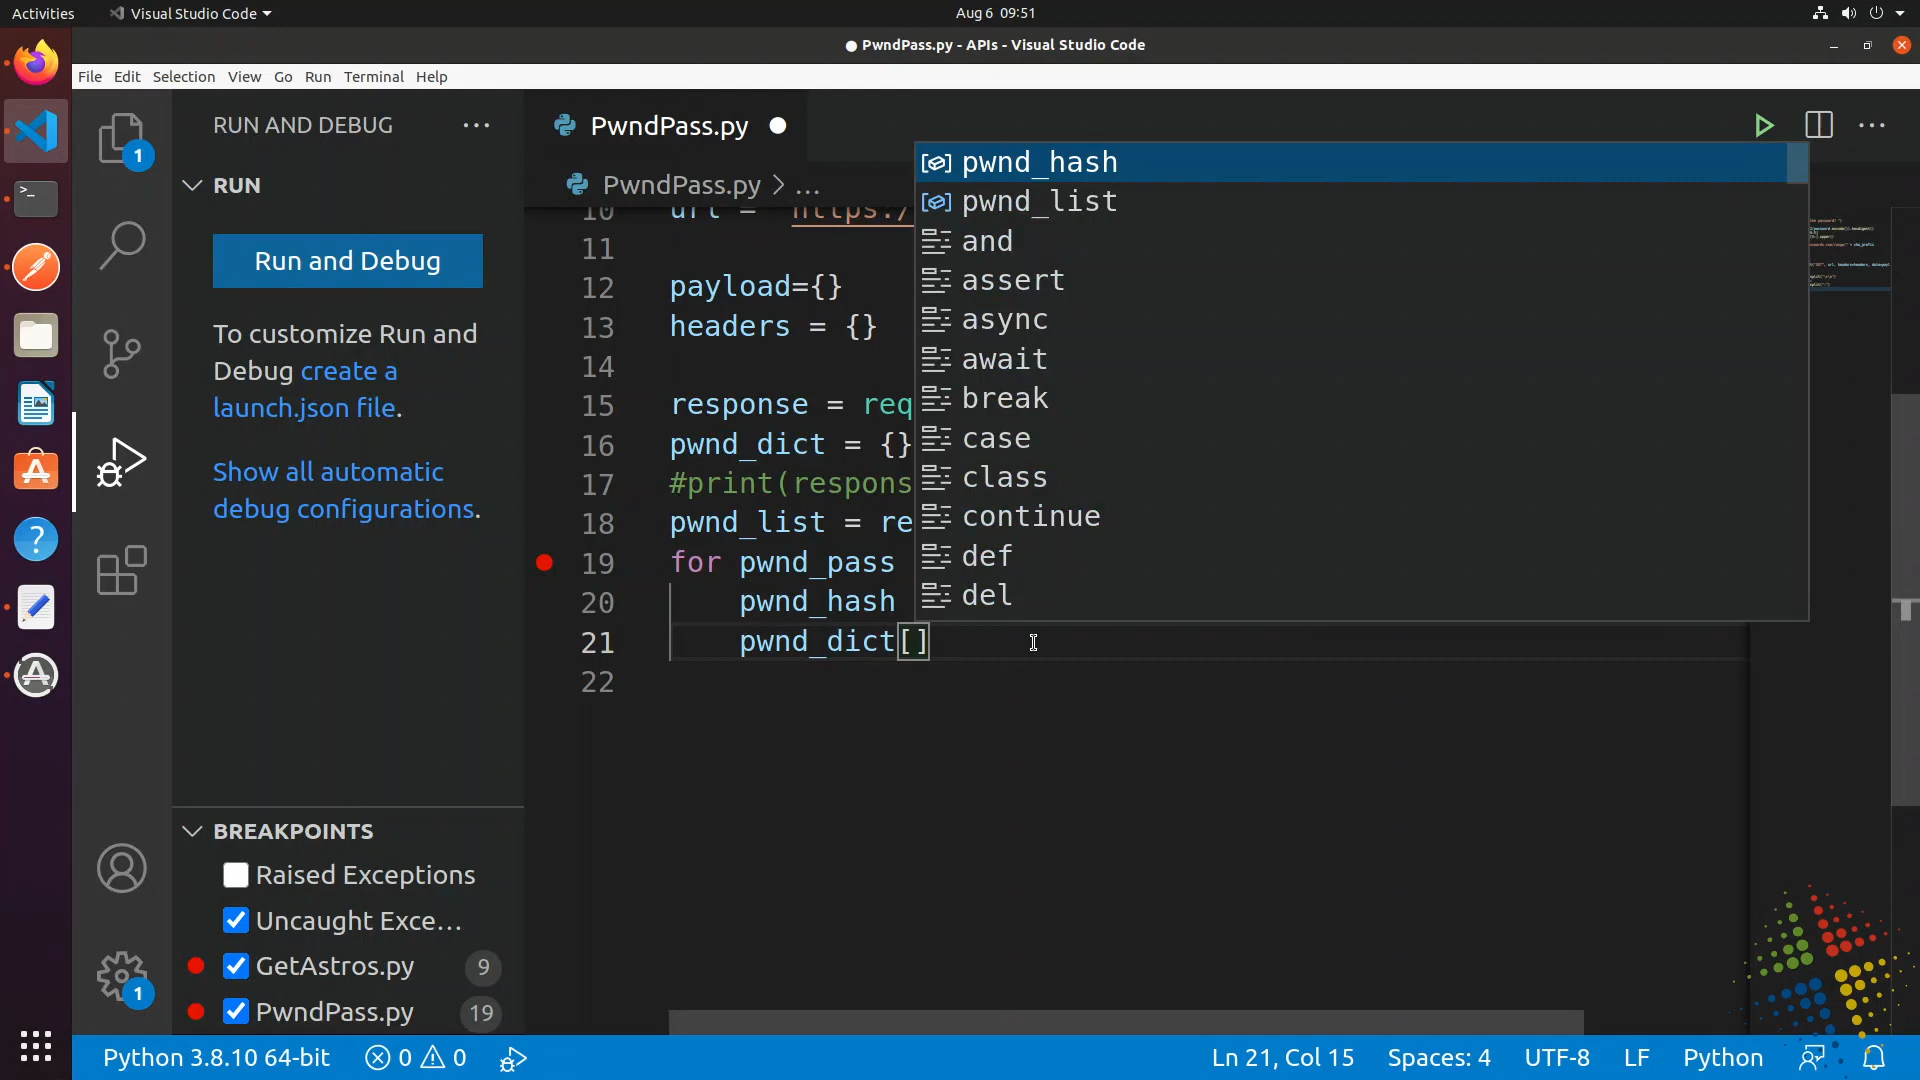 Activities Visual Studio Code Aug 6 09:51
PwndPass.py - APIs - Visual Studio Code
File Edit Selection View Go Run Terminal Help
RUN AND DEBUG
RUN
Run and Debug
To customize Run and
Debug create a
launch.json file.
Show all automatic
debug configurations.
BREAKPOINTS
Raised Exceptions
Uncaught Exce...
GetAstros.py 9
PwndPass.py 19
1
1
PwndPass.py
PwndPass.py > ...
10 url =
11
12 payload={}
13 headers = {}
14
15 response = req
16 pwnd_dict = {}
17 #print(respons
18 pwnd_list = re
19 for pwnd_pass
20 pwnd_hash
21 pwnd_dict[]
22
pwnd_hash
pwnd_list
and
assert
async
await
break
case
class
continue
def
del
Python 3.8.10 64-bit 0 0 Ln 21, Col 15 Spaces: 4 UTF-8 LF Python